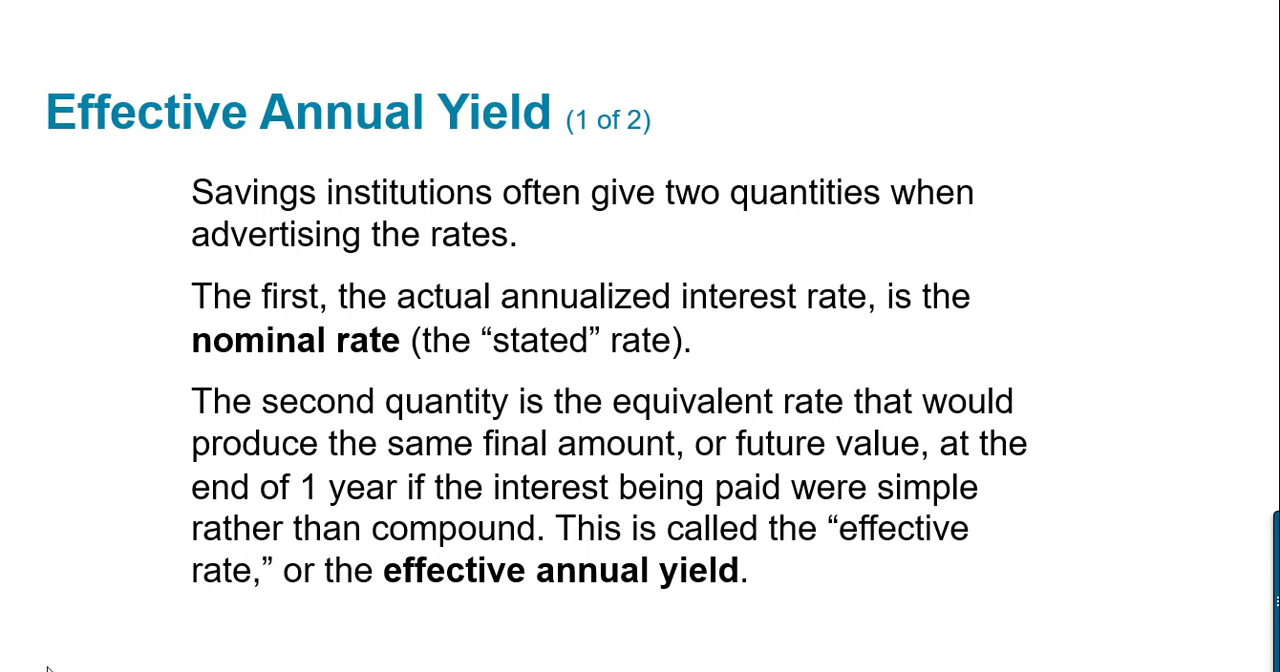 Effective Annual Yield (1 of 2)
Savings institutions often give two quantities when
advertising the rates.
The first, the actual annualized interest rate, is the
nominal rate (the “stated” rate).
The second quantity is the equivalent rate that would
produce the same final amount, or future value, at the
end of 1 year if the interest being paid were simple
rather than compound. This is called the “effective
rate,” or the effective annual yield.